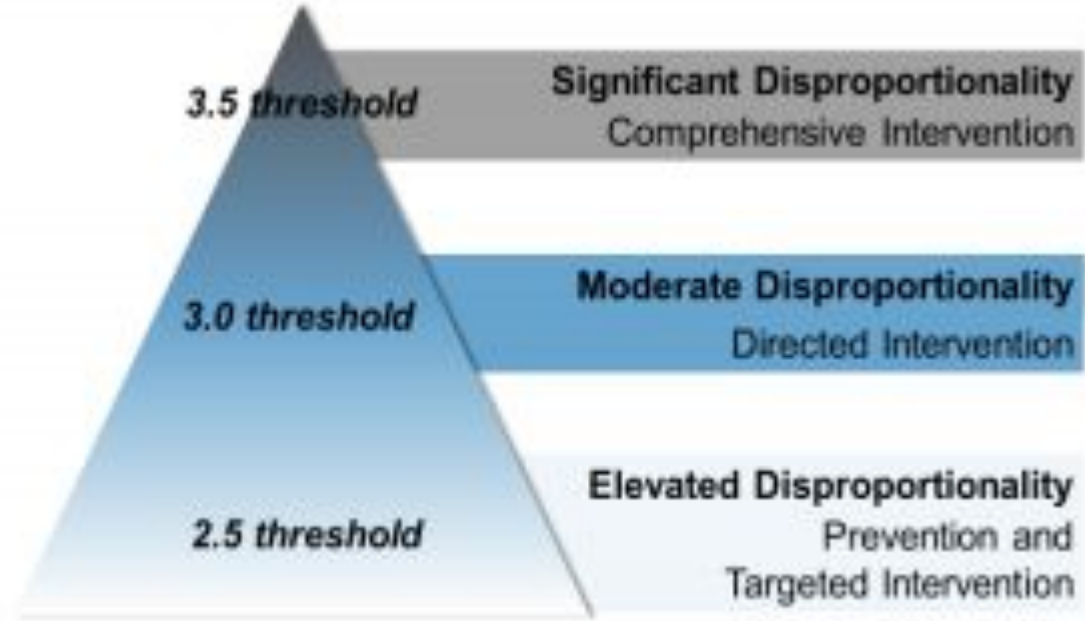 3.5 threshold
Significant Disproportionality
Comprehensive Intervention
3.0 threshold
Moderate Disproportionality
Directed Intervention
2.5 threshold
Elevated Disproportionality
Prevention and
Targeted Intervention